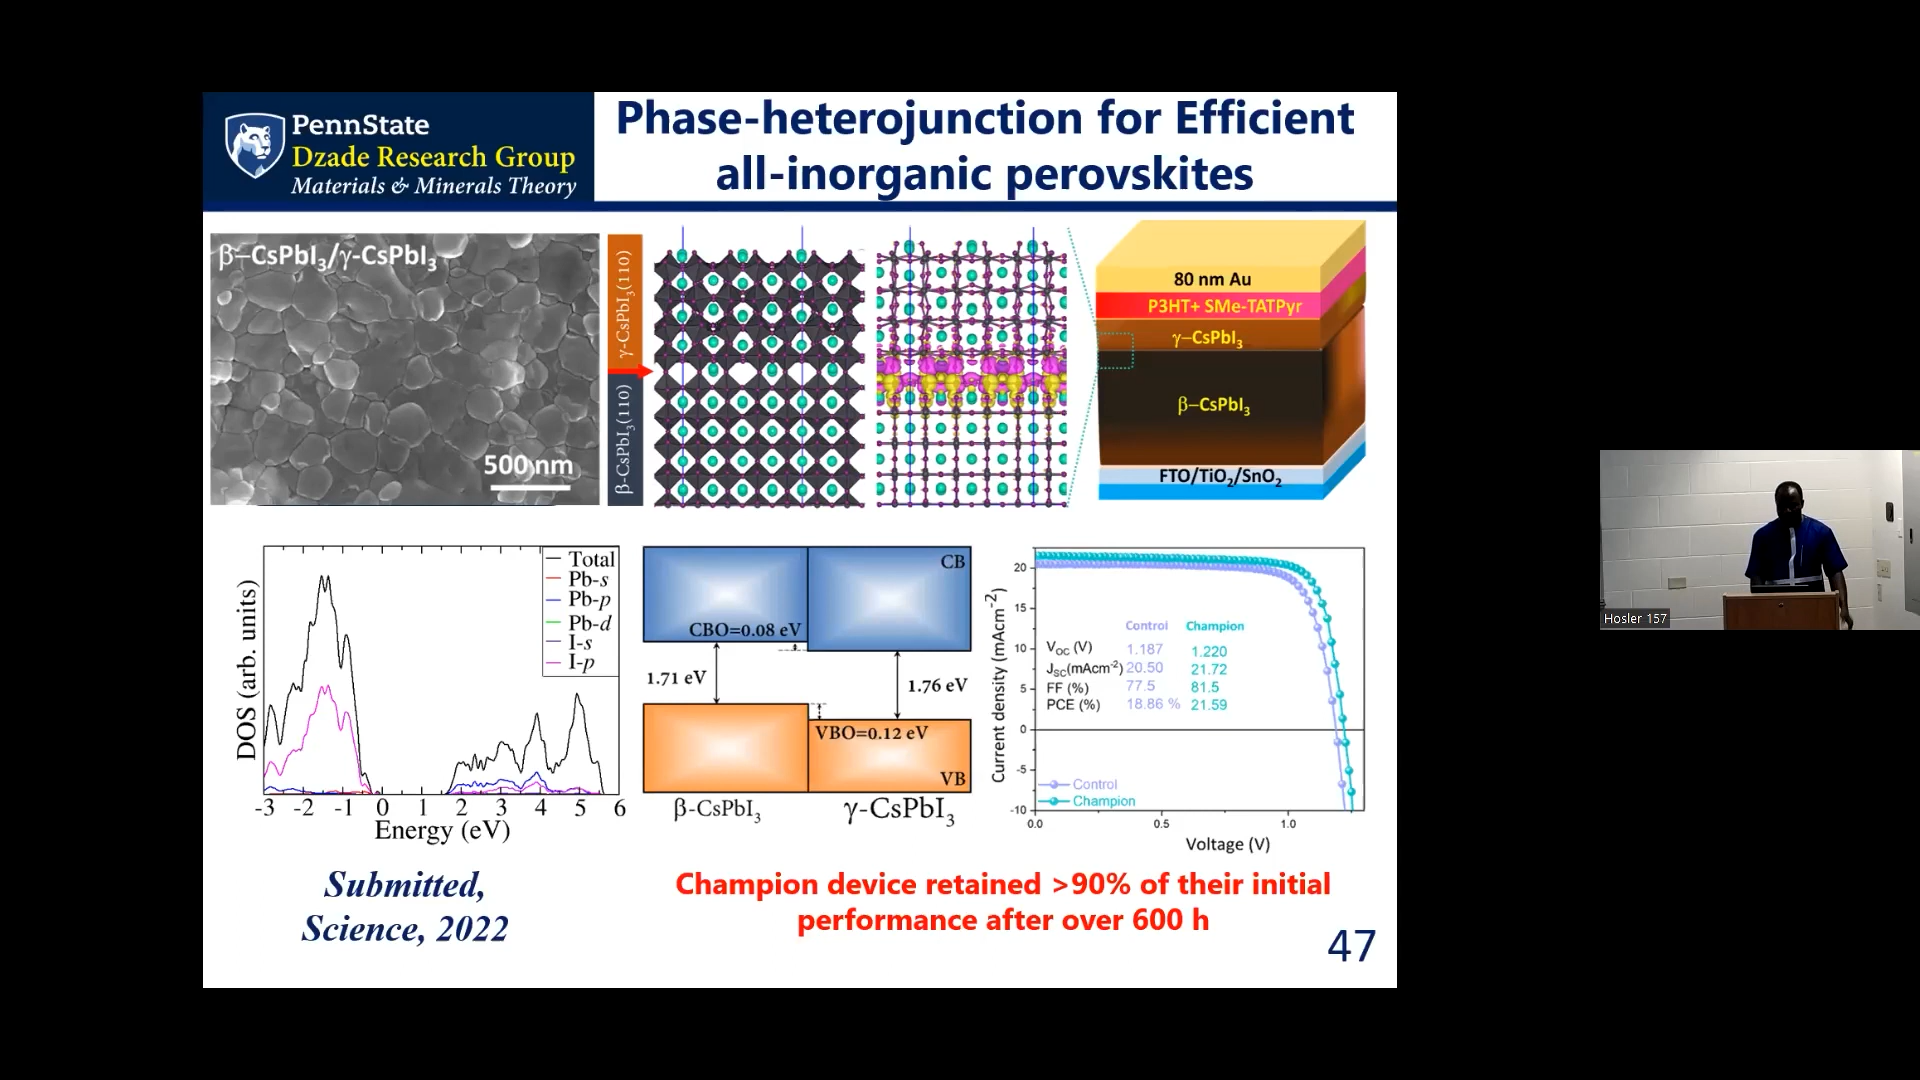 PennState
Dzade Research Group
Materials & Minerals Theory
Phase-heterojunction for Efficient
all-inorganic perovskites
β–CsPbI₃/γ-CsPbI₃
500 nm
γ-CsPbI₃(110)
β-CsPbI₃(110)
80 nm Au
P3HT+ SMe-TATPyr
γ–CsPbI₃
β–CsPbI₃
FTO/TiO₂/SnO₂
DOS (arb. units)
Total
Pb-s
Pb-p
Pb-d
I-s
I-p
-3 -2 -1 0 1 2 3 4 5 6
Energy (eV)
CB
CBO=0.08 eV
1.71 eV
1.76 eV
VBO=0.12 eV
VB
β-CsPbI₃
γ-CsPbI₃
Current density (mAcm⁻²)
20
15
10
5
0
-5
-10
Control Champion
V_OC (V) 1.187 1.220
J_SC(mAcm⁻²) 20.50 21.72
FF (%) 77.5 81.5
PCE (%) 18.86 % 21.59
Control
Champion
0.0 0.5 1.0
Voltage (V)
Submitted,
Science, 2022
Champion device retained >90% of their initial
performance after over 600 h
47
Hosler 157